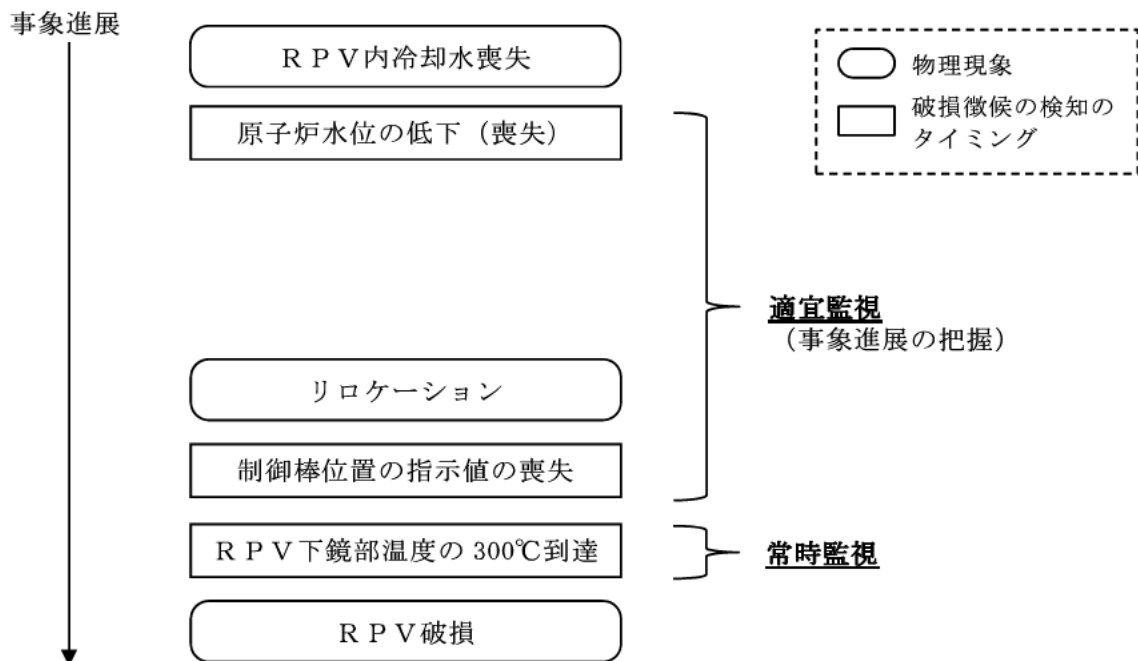 事象進展
ＲＰＶ内冷却水喪失
原子炉水位の低下（喪失）
リロケーション
制御棒位置の指示値の喪失
ＲＰＶ下鏡部温度の 300℃到達
ＲＰＶ破損
適宜監視
（事象進展の把握）
常時監視
物理現象
破損徴候の検知の
タイミング